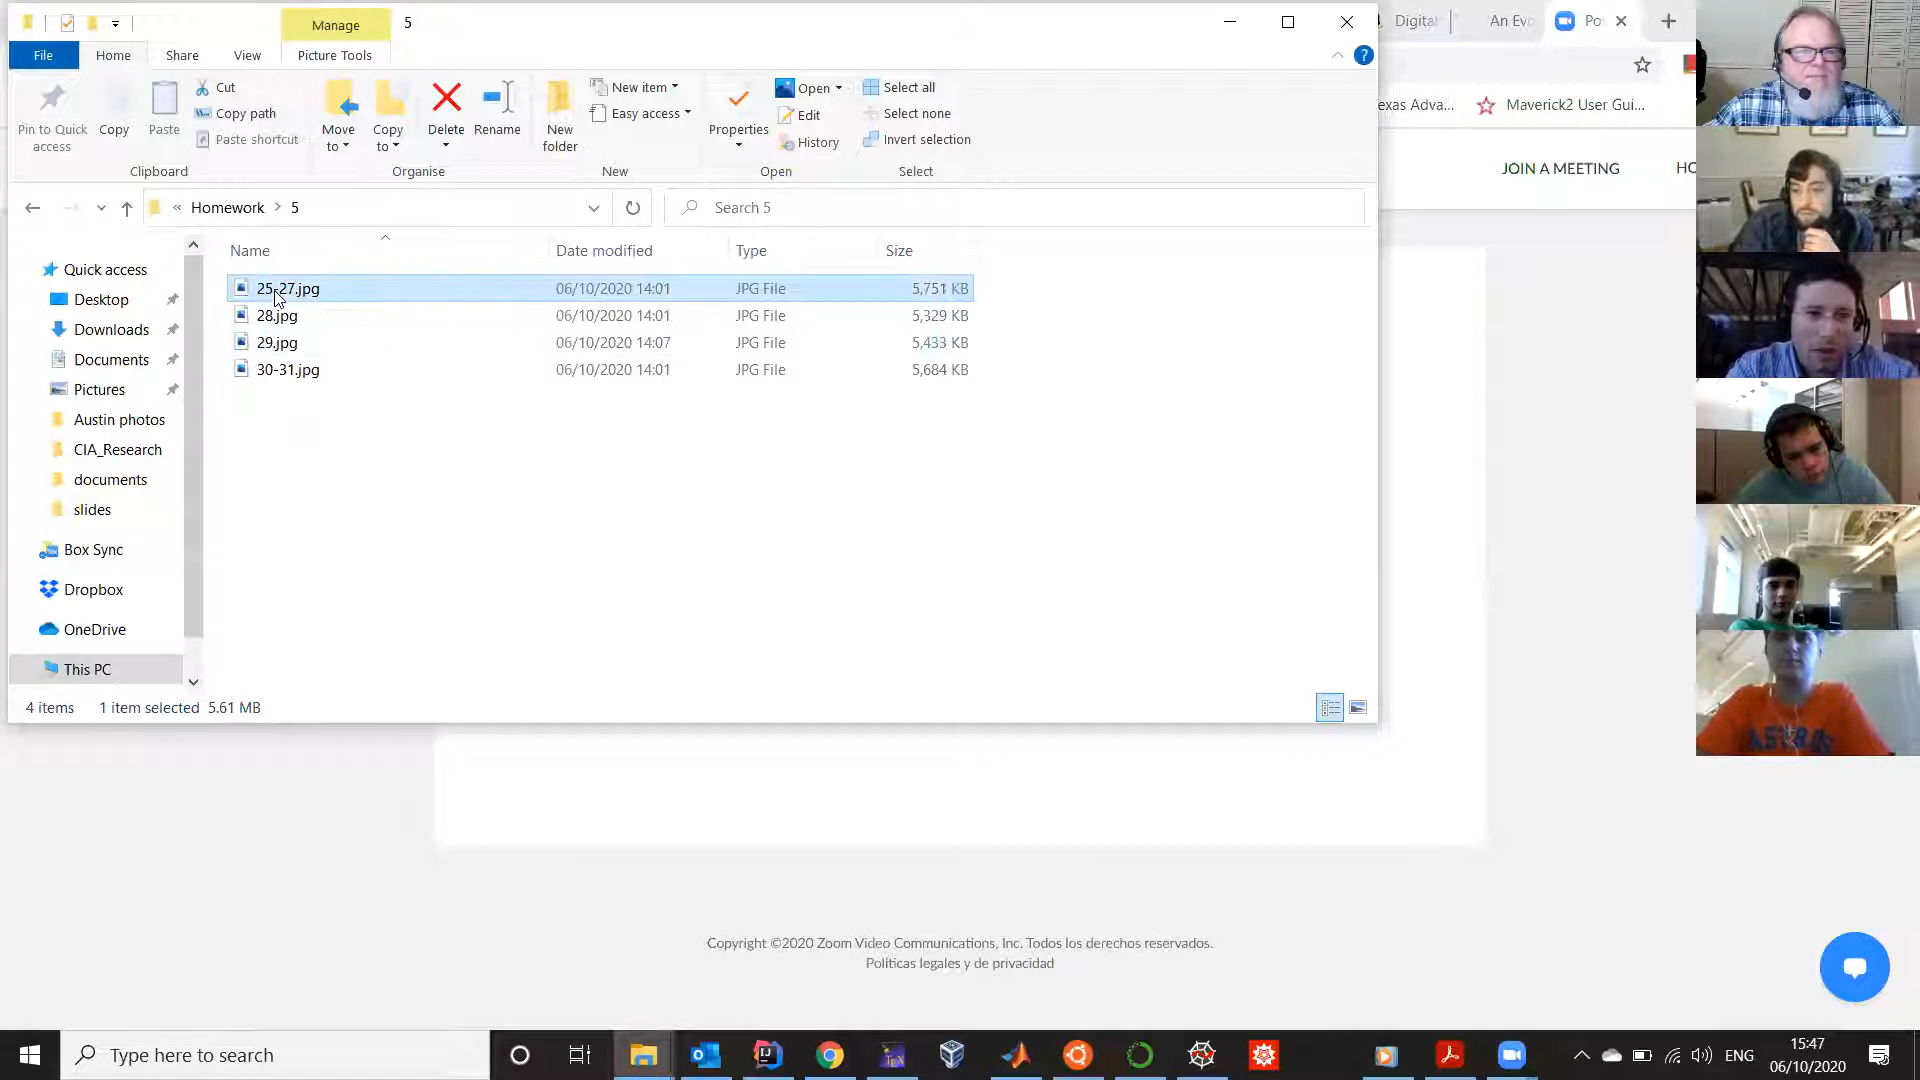 Manage
5
File
Home
Share
View
Picture Tools
Pin to Quick access
Copy
Paste
Cut
Copy path
Paste shortcut
Clipboard
Move to
Copy to
Delete
Rename
Organise
New folder
New item
Easy access
New
Properties
Open
Edit
History
Open
Select all
Select none
Invert selection
Select
« Homework > 5
Search 5
Name
Date modified
Type
Size
25-27.jpg 06/10/2020 14:01 JPG File 5,751 KB
28.jpg 06/10/2020 14:01 JPG File 5,329 KB
29.jpg 06/10/2020 14:07 JPG File 5,433 KB
30-31.jpg 06/10/2020 14:01 JPG File 5,684 KB
Quick access
Desktop
Downloads
Documents
Pictures
Austin photos
CIA_Research
documents
slides
Box Sync
Dropbox
OneDrive
This PC
4 items 1 item selected 5.61 MB
Digital
An Evo
Po
exas Adva...
Maverick2 User Gui...
JOIN A MEETING
HO
ASTROS
Copyright ©2020 Zoom Video Communications, Inc. Todos los derechos reservados.
Políticas legales y de privacidad
Type here to search
ENG
15:47
06/10/2020